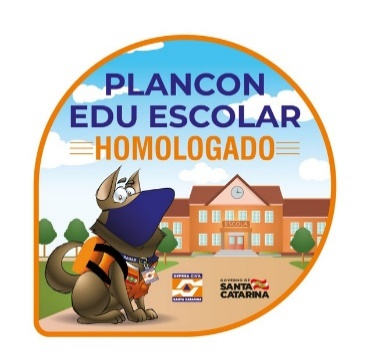 PLANCON
EDU ESCOLAR
HOMOLOGADO
ESCOLA
DEFESA CIVIL
SANTA CATARINA
GOVERNO DE
SANTA
CATARINA